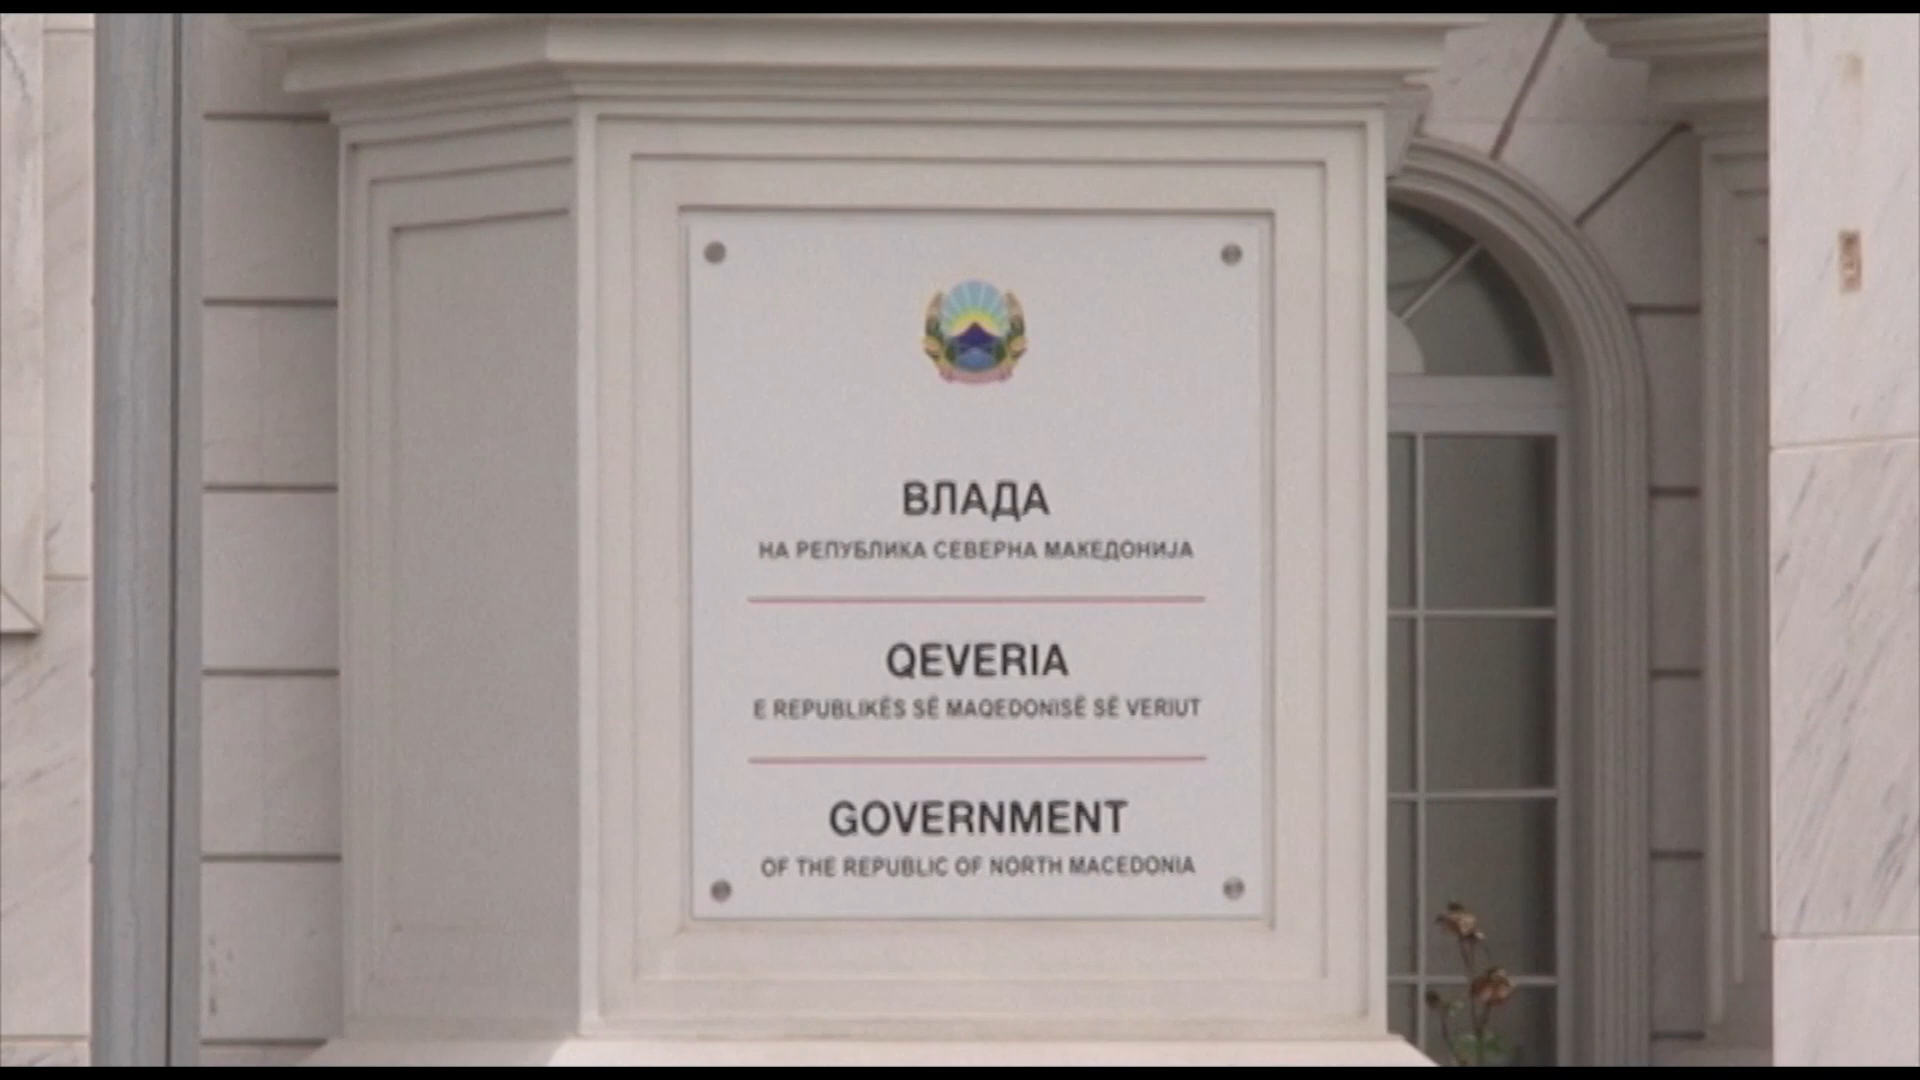 ВЛАДА
НА РЕПУБЛИКА СЕВЕРНА МАКЕДОНИЈА
QEVERIA
E REPUBLIKËS SË MAQEDONISË SË VERIUT
GOVERNMENT
OF THE REPUBLIC OF NORTH MACEDONIA